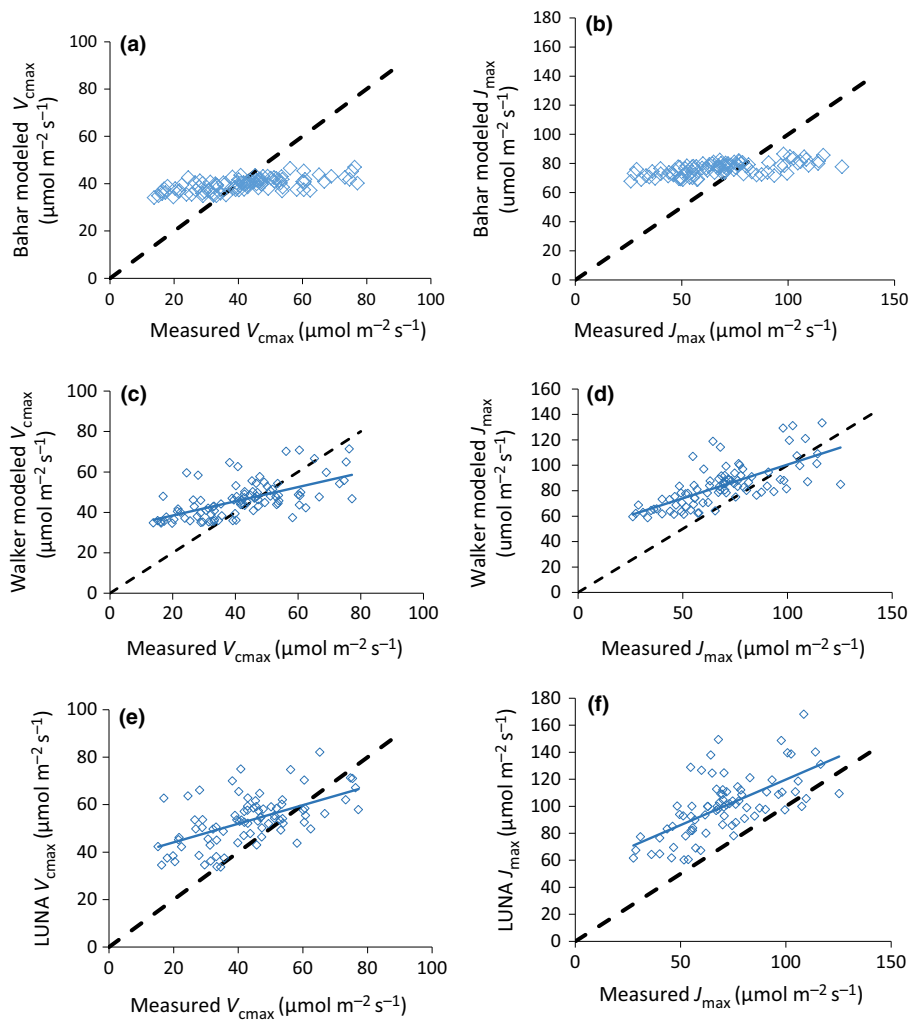 (a)
Bahar modeled Vcmax
(µmol m–2 s–1)
100
80
60
40
20
0
0 20 40 60 80 100
Measured Vcmax (µmol m–2 s–1)
(b)
Bahar modeled Jmax
(umol m–2 s–1)
180
160
140
120
100
80
60
40
20
0
0 50 100 150
Measured Jmax (µmol m–2 s–1)
(c)
Walker modeled Vcmax
(µmol m–2 s–1)
100
80
60
40
20
0
0 20 40 60 80 100
Measured Vcmax (µmol m–2 s–1)
(d)
Walker modeled Jmax
(umol m–2 s–1)
160
140
120
100
80
60
40
20
0
0 50 100 150
Measured Jmax (µmol m–2 s–1)
(e)
LUNA Vcmax (µmol m–2 s–1)
100
80
60
40
20
0
0 20 40 60 80 100
Measured Vcmax (µmol m–2 s–1)
(f)
LUNA Jmax (µmol m–2 s–1)
180
160
140
120
100
80
60
40
20
0
0 50 100 150
Measured Jmax (µmol m–2 s–1)